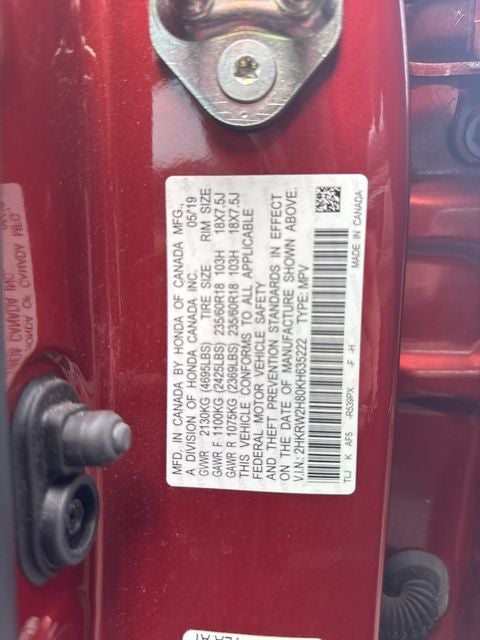 MFD. IN CANADA BY HONDA OF CANADA MFG.,
A DIVISION OF HONDA CANADA INC. 05/19
GVWR 2130KG (4695LBS) TIRE SIZE RIM SIZE
GAWR F 1100KG (2425LBS) 235/60R18 103H 18X7.5J
GAWR R 1075KG (2369LBS) 235/60R18 103H 18X7.5J
THIS VEHICLE CONFORMS TO ALL APPLICABLE
FEDERAL MOTOR VEHICLE SAFETY
AND THEFT PREVENTION STANDARDS IN EFFECT
ON THE DATE OF MANUFACTURE SHOWN ABOVE.
V.I.N.: 2HKRW2H80KH635222 TYPE: MPV
TLJ K AF5 -R539PX -F -H MADE IN CANADA